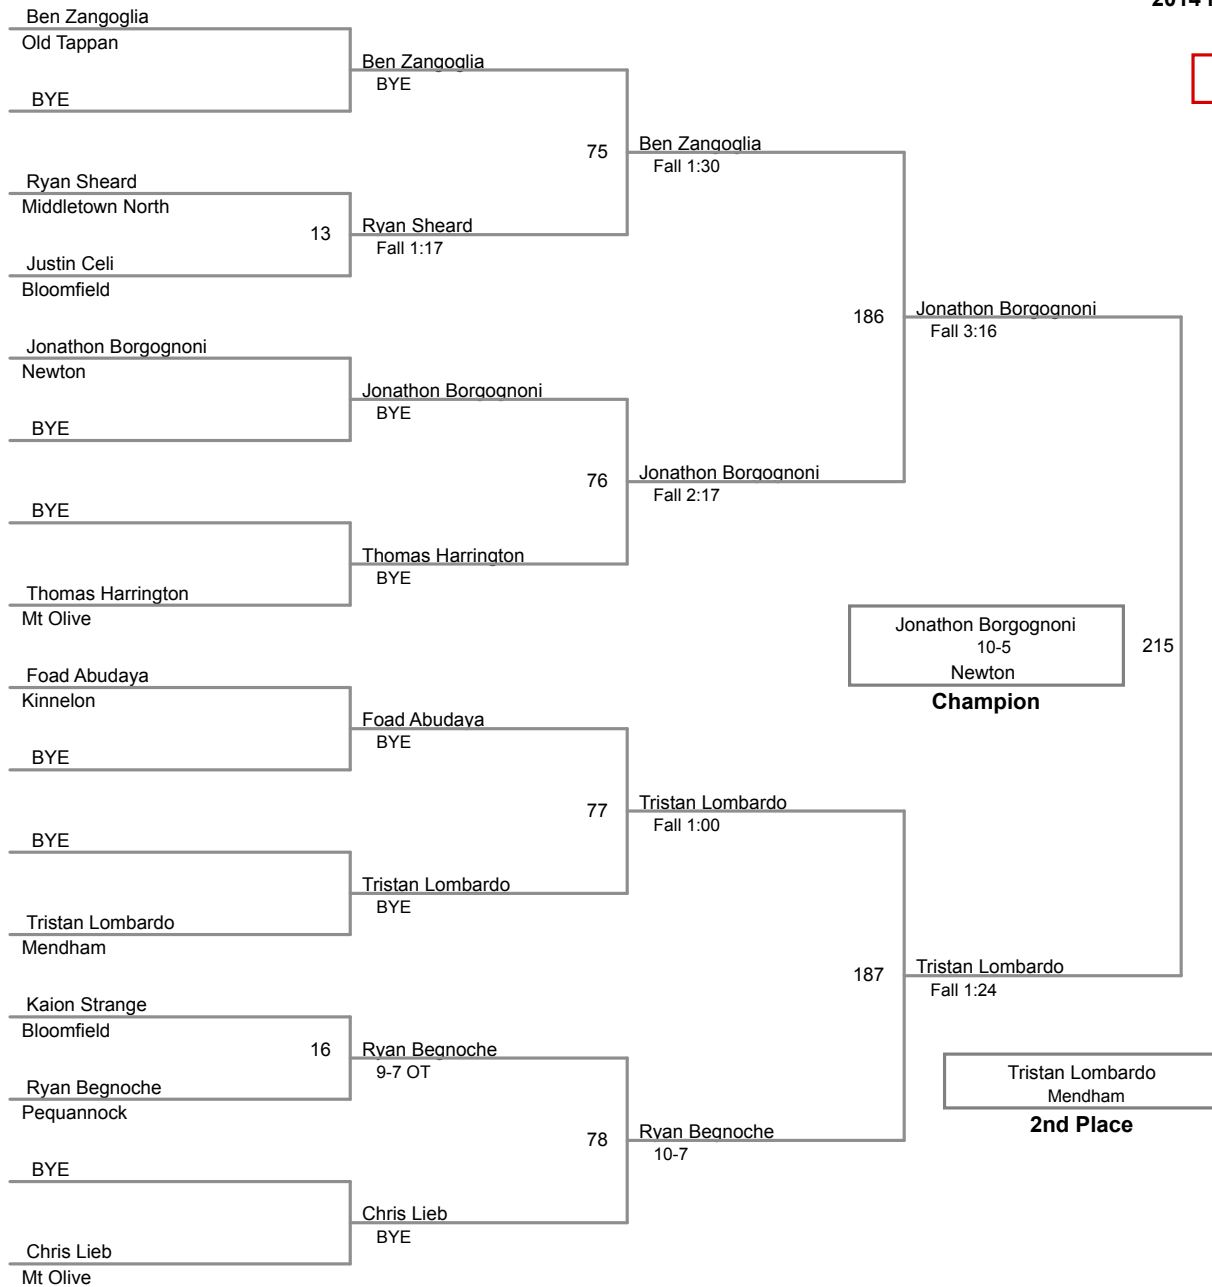 2014
Ben Zangoglia
Old Tappan
BYE
Ryan Sheard
Middletown North
13
Justin Celi
Bloomfield
Jonathon Borgognoni
Newton
BYE
BYE
Thomas Harrington
Mt Olive
Foad Abudaya
Kinnelon
BYE
BYE
Tristan Lombardo
Mendham
Kaion Strange
Bloomfield
16
Ryan Begnoche
Pequannock
BYE
Chris Lieb
Mt Olive
Ben Zangoglia
BYE
75
Ryan Sheard
Fall 1:17
Jonathon Borgognoni
BYE
76
Thomas Harrington
BYE
Foad Abudaya
BYE
77
Tristan Lombardo
BYE
Ryan Begnoche
9-7 OT
78
Chris Lieb
BYE
Ben Zangoglia
Fall 1:30
186
Jonathon Borgognoni
Fall 2:17
Tristan Lombardo
Fall 1:00
187
Ryan Begnoche
10-7
Jonathon Borgognoni
Fall 3:16
Jonathon Borgognoni
10-5
Newton
Champion
215
Tristan Lombardo
Fall 1:24
Tristan Lombardo
Mendham
2nd Place